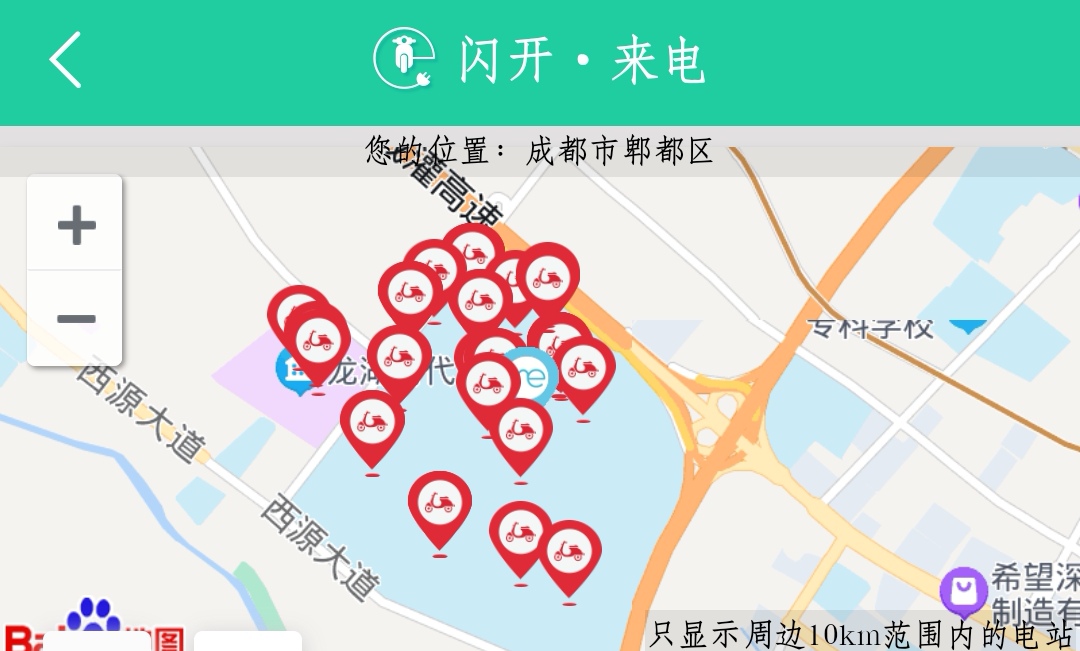 闪开·来电
您的位置：成都市郫都区
灌高速
专科学校
龙湖
代
西源大道
西源大道
希望深
制造有
Bai 地图
只显示周边10km范围内的电站